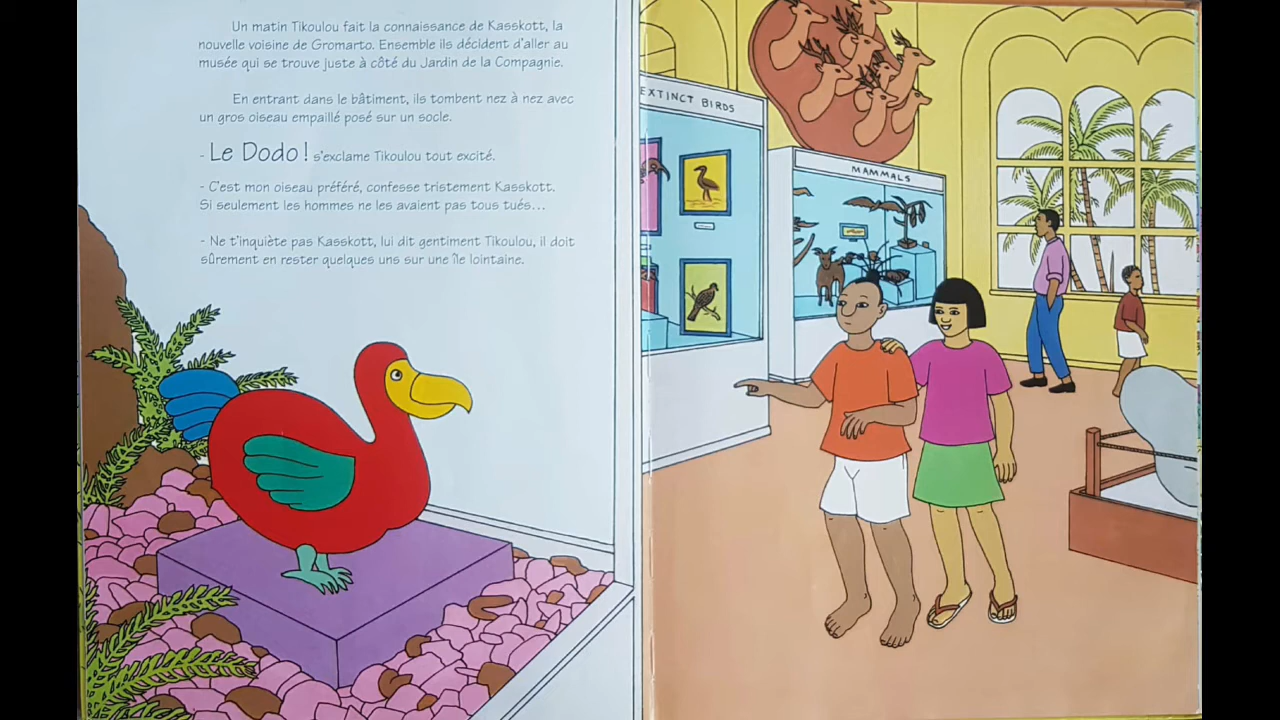 Un matin Tikoulou fait la connaissance de Kasskott, la
nouvelle voisine de Gromarto. Ensemble ils décident d'aller au
musée qui se trouve juste à côté du Jardin de la Compagnie.
En entrant dans le bâtiment, ils tombent nez à nez avec
un gros oiseau empaillé posé sur un socle.
- Le Dodo ! s'exclame Tikoulou tout excité.
- C'est mon oiseau préféré, confesse tristement Kasskott.
Si seulement les hommes ne les avaient pas tous tués...
- Ne t'inquiète pas Kasskott, lui dit gentiment Tikoulou, il doit
sûrement en rester quelques uns sur une île lointaine.
EXTINCT BIRDS
MAMMALS